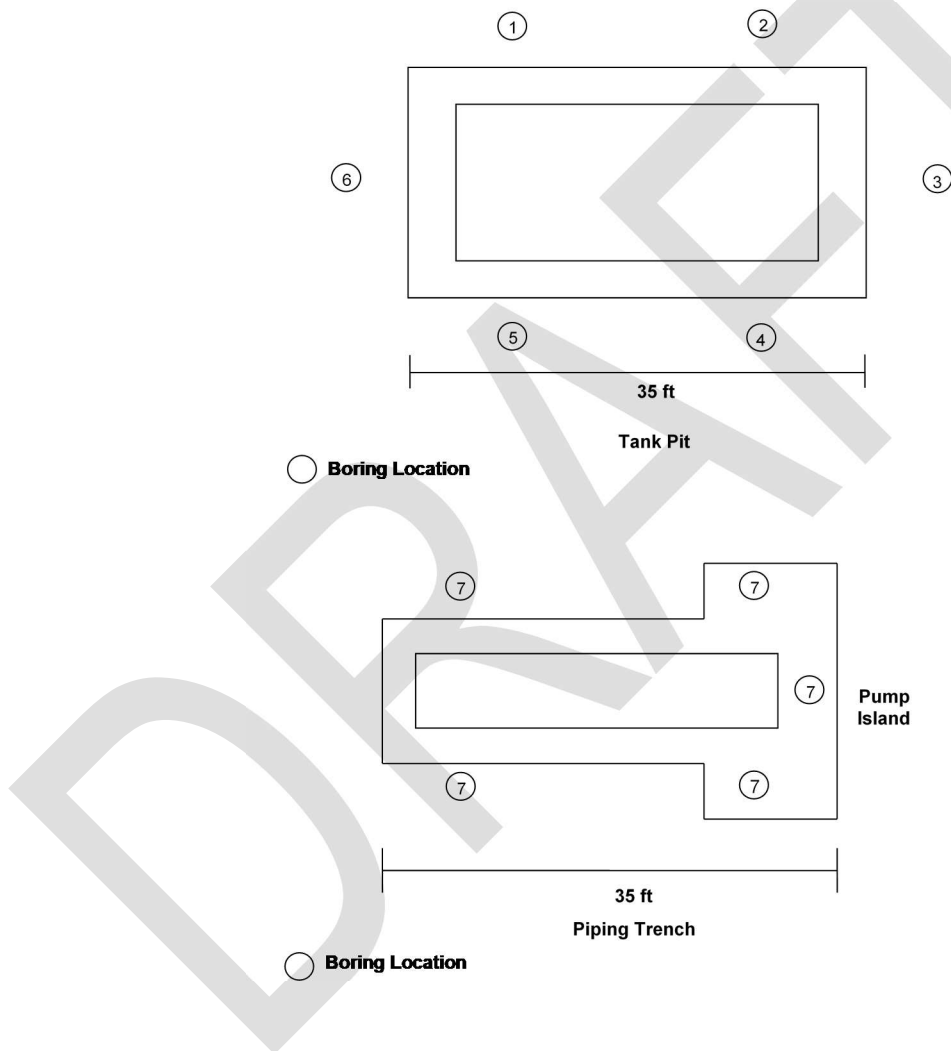 1
2
6
3
5
4
35 ft
Tank Pit
Boring Location
7
7
7
Pump
Island
7
7
35 ft
Piping Trench
Boring Location
DRAFT